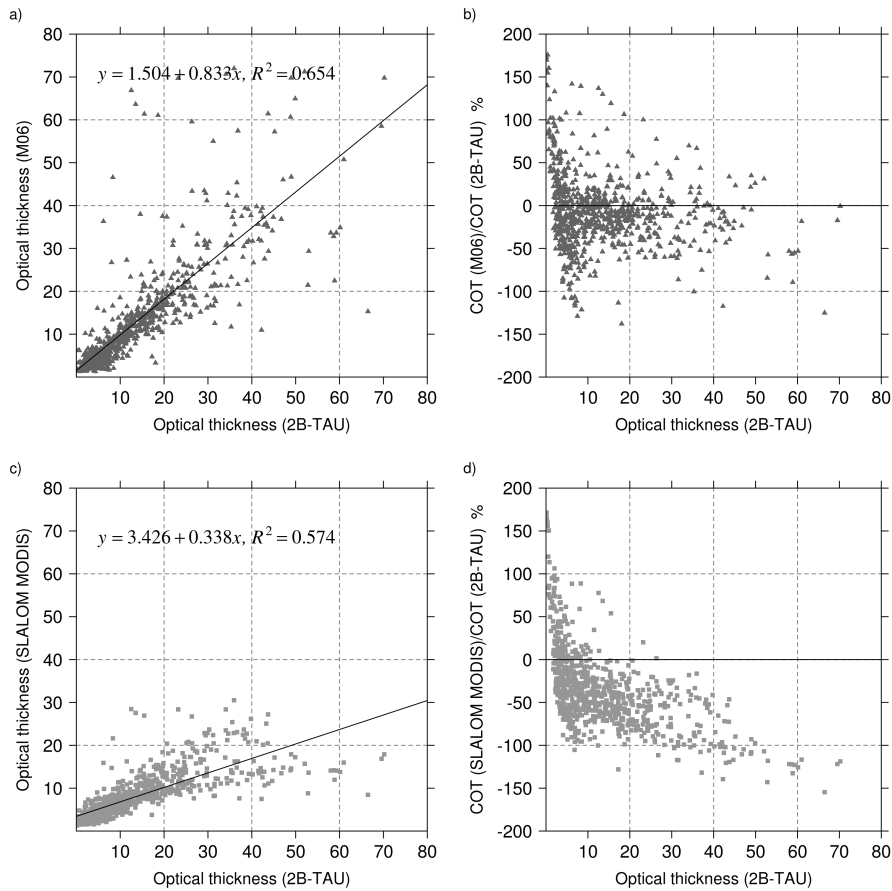 a)
80
70
60
50
40
30
20
10
Optical thickness (M06)
y = 1.504 + 0.833x, R² = 0.654
10 20 30 40 50 60 70 80
Optical thickness (2B-TAU)
b)
200
150
100
50
0
-50
-100
-150
-200
COT (M06)/COT (2B-TAU) %
10 20 30 40 50 60 70 80
Optical thickness (2B-TAU)
c)
80
70
60
50
40
30
20
10
Optical thickness (SLALOM MODIS)
y = 3.426 + 0.338x, R² = 0.574
10 20 30 40 50 60 70 80
Optical thickness (2B-TAU)
d)
200
150
100
50
0
-50
-100
-150
-200
COT (SLALOM MODIS)/COT (2B-TAU) %
10 20 30 40 50 60 70 80
Optical thickness (2B-TAU)